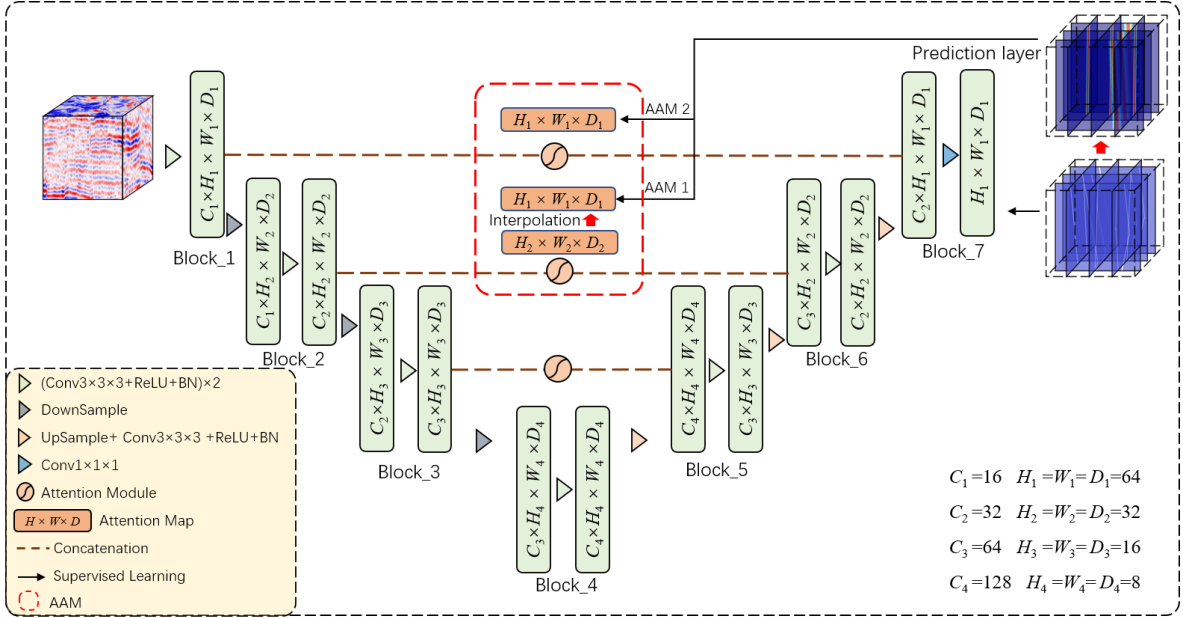 Prediction layer
C₁×H₁×W₁×D₁
Block_1
C₁×H₂×W₂×D₂
C₂×H₂×W₂×D₂
Block_2
C₂×H₃×W₃×D₃
C₃×H₃×W₃×D₃
Block_3
C₃×H₄×W₄×D₄
C₄×H₄×W₄×D₄
Block_4
C₄×H₄×W₄×D₄
C₃×H₃×W₃×D₃
Block_5
C₃×H₂×W₂×D₂
C₂×H₂×W₂×D₂
Block_6
C₂×H₁×W₁×D₁
H₁×W₁×D₁
Block_7
H₁×W₁×D₁
AAM 2
H₁×W₁×D₁
AAM 1
Interpolation
H₂×W₂×D₂
(Conv3×3×3+ReLU+BN)×2
DownSample
UpSample+ Conv3×3×3 +ReLU+BN
Conv1×1×1
Attention Module
H×W×D Attention Map
Concatenation
Supervised Learning
AAM
C₁=16 H₁=W₁=D₁=64
C₂=32 H₂=W₂=D₂=32
C₃=64 H₃=W₃=D₃=16
C₄=128 H₄=W₄=D₄=8